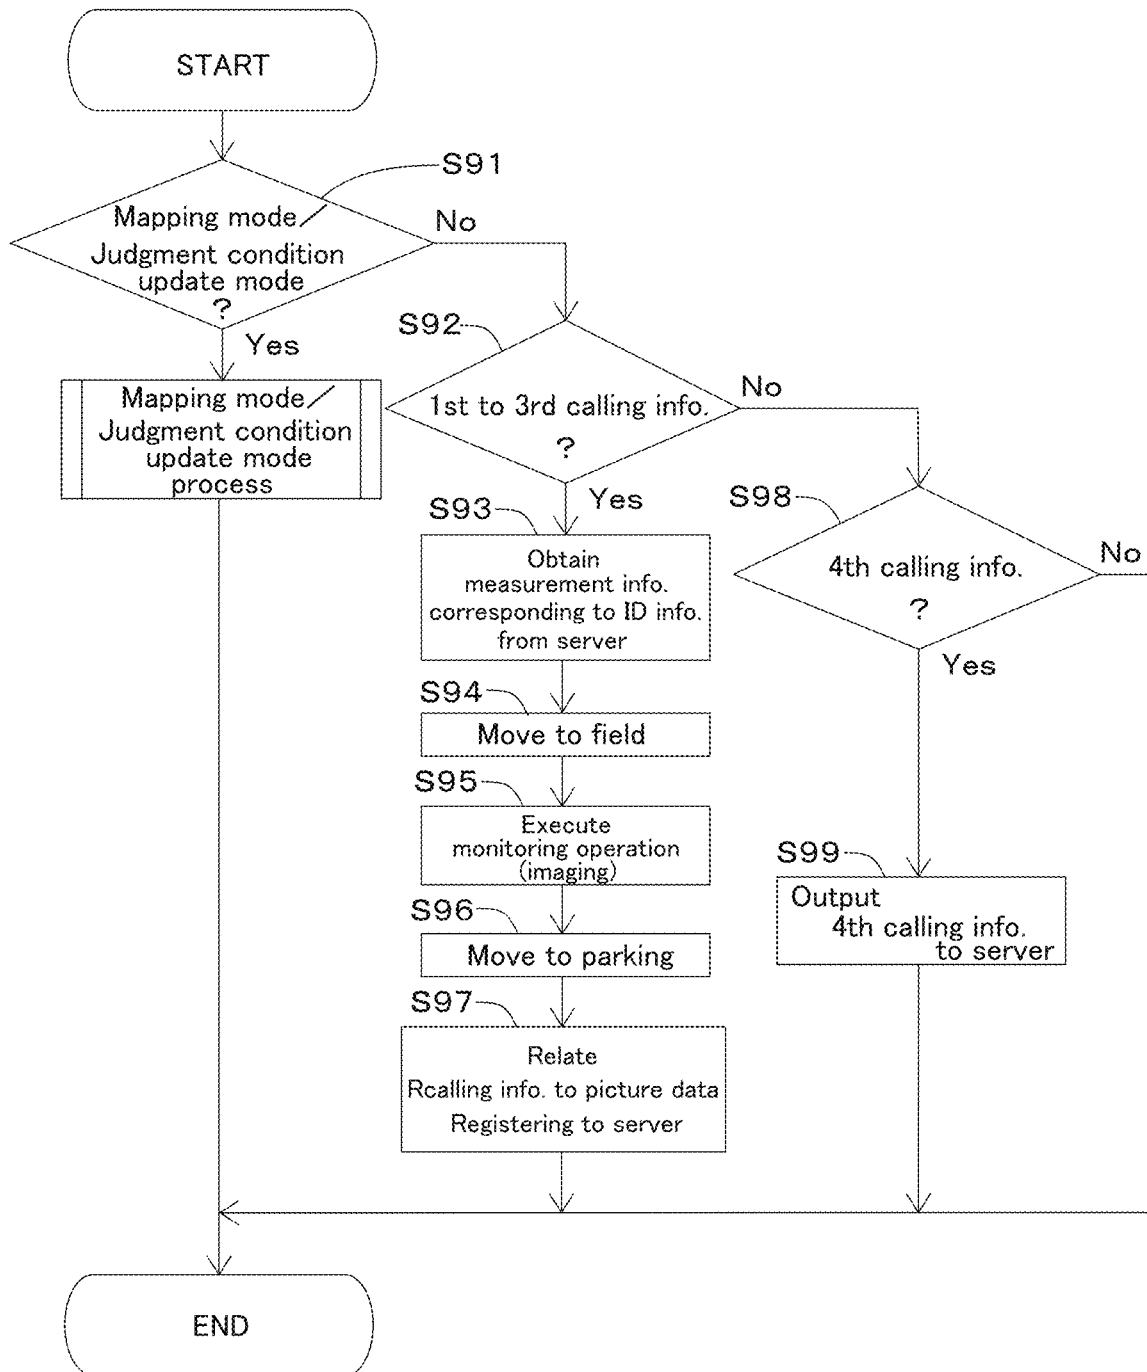 START
S91
Mapping mode/
Judgment condition
update mode
?
No
Yes
Mapping mode/
Judgment condition
update mode
process
S92
1st to 3rd calling info.
?
No
Yes
S93
Obtain
measurement info.
corresponding to ID info.
from server
S94
Move to field
S95
Execute
monitoring operation
(imaging)
S96
Move to parking
S97
Relate
Rcalling info. to picture data
Registering to server
S98
4th calling info.
?
No
Yes
S99
Output
4th calling info.
to server
END